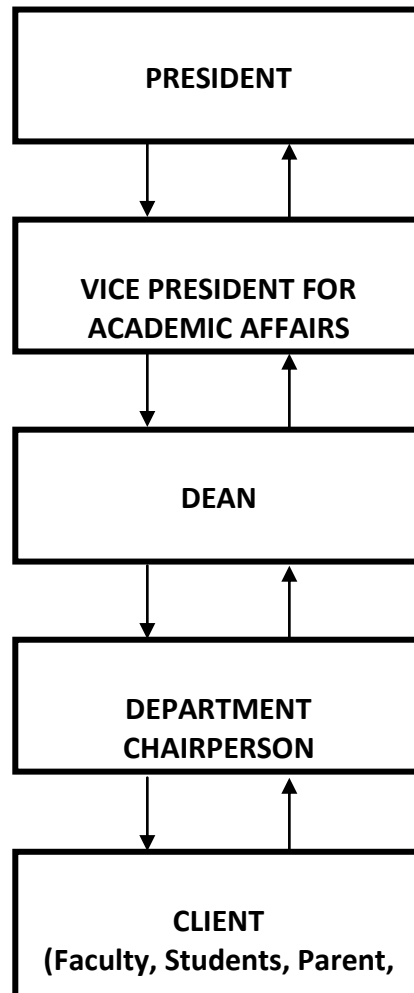 PRESIDENT
VICE PRESIDENT FOR
ACADEMIC AFFAIRS
DEAN
DEPARTMENT
CHAIRPERSON
CLIENT
(Faculty, Students, Parent,